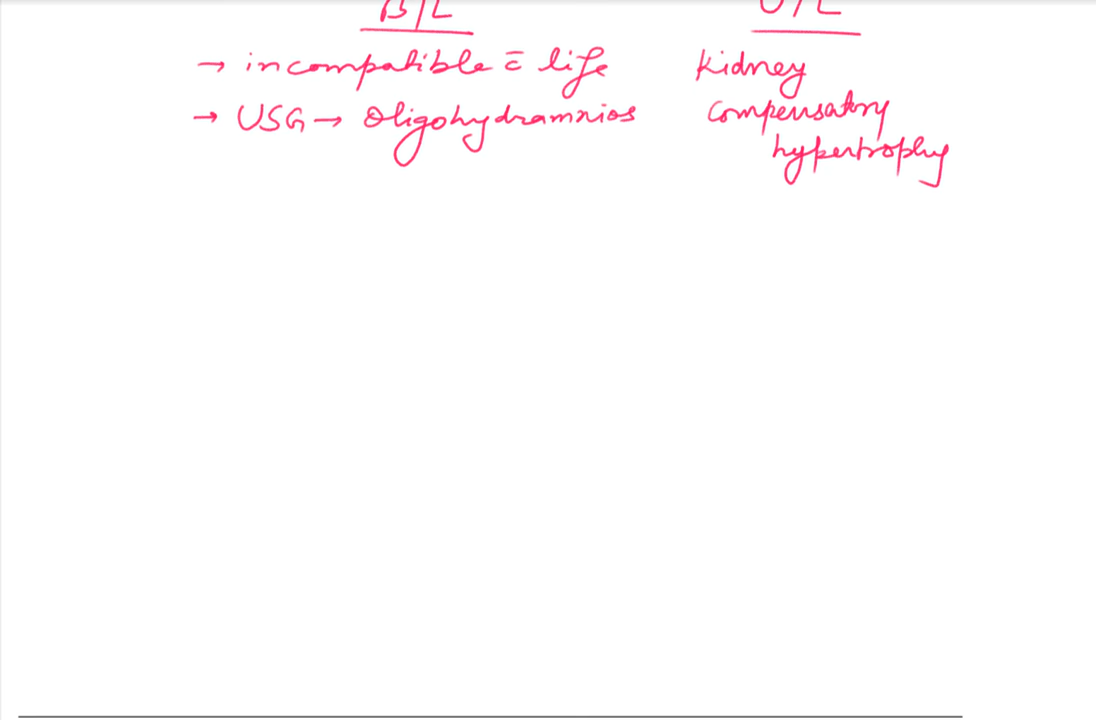 B/L U/L
→ incompatible c̄ life kidney
→ USG → Oligohydramnios compensatory
hypertrophy